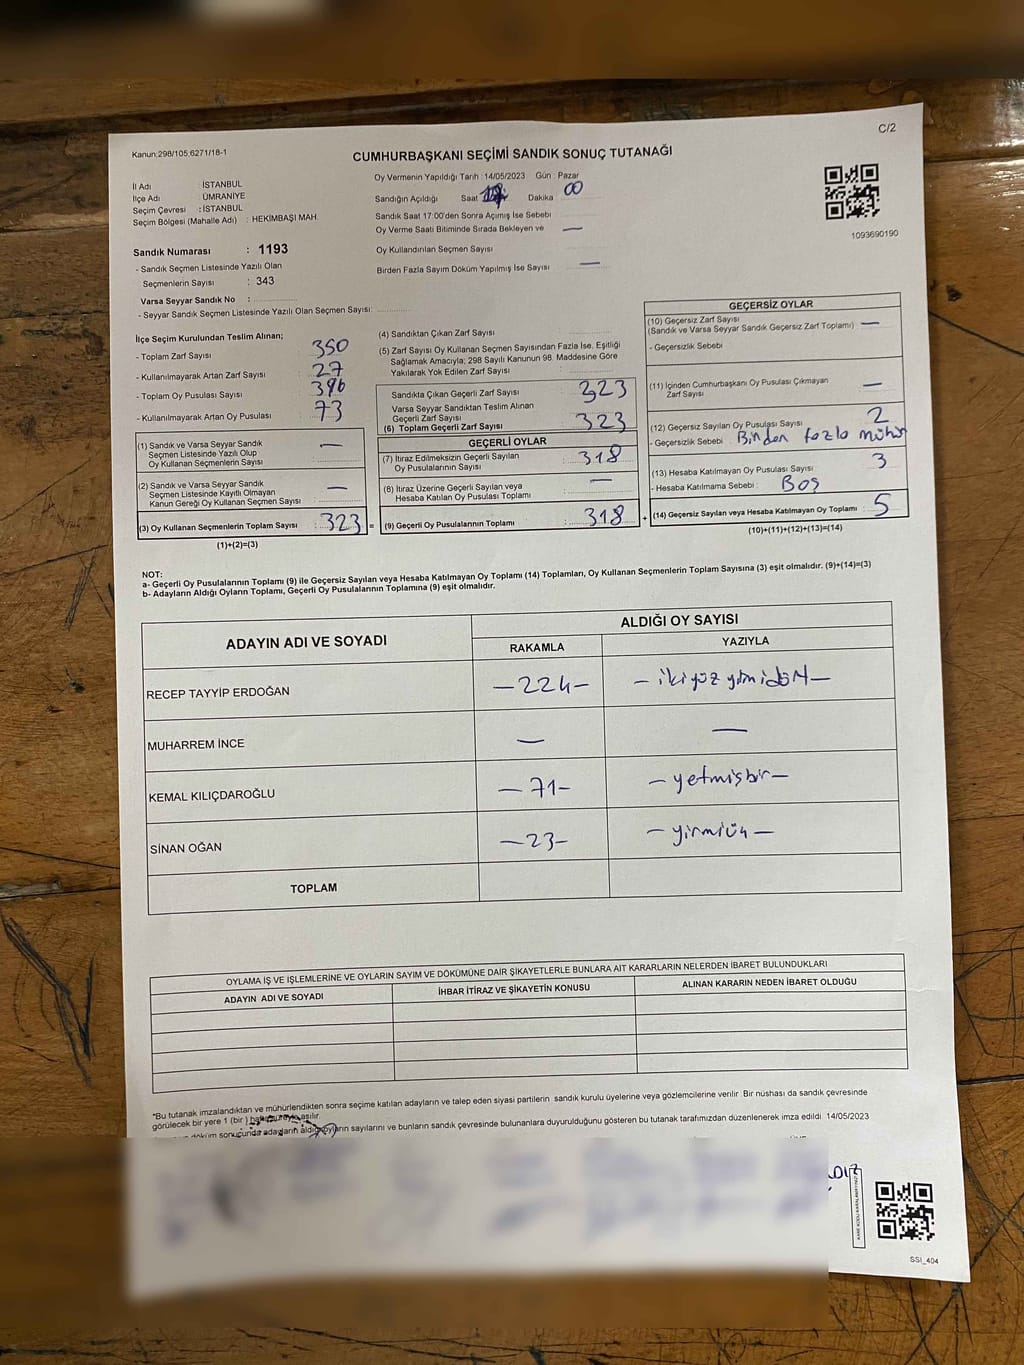 C/2
Kanun:298/105,6271/18-1
CUMHURBAŞKANI SEÇİMİ SANDIK SONUÇ TUTANAĞI
İl Adı : İSTANBUL
İlçe Adı : ÜMRANİYE
Seçim Çevresi : İSTANBUL
Seçim Bölgesi (Mahalle Adı) : HEKİMBAŞI MAH.
Sandık Numarası : 1193
- Sandık Seçmen Listesinde Yazılı Olan
Seçmenlerin Sayısı : 343
Varsa Seyyar Sandık No :
- Seyyar Sandık Seçmen Listesinde Yazılı Olan Seçmen Sayısı:
Oy Vermenin Yapıldığı Tarih : 14/05/2023 Gün : Pazar
Sandığın Açıldığı Saat Dakika 00
Sandık Saat 17:00'den Sonra Açımış İse Sebebi
Oy Verme Saati Bitiminde Sırada Bekleyen ve —
Oy Kullandırılan Seçmen Sayısı
Birden Fazla Sayım Döküm Yapılmış İse Sayısı —
1093690190
İlçe Seçim Kurulundan Teslim Alınan;
- Toplam Zarf Sayısı 350
- Kullanılmayarak Artan Zarf Sayısı 27
- Toplam Oy Pusulası Sayısı 396
- Kullanılmayarak Artan Oy Pusulası 73
(1) Sandık ve Varsa Seyyar Sandık —
Seçmen Listesinde Yazılı Olup
Oy Kullanan Seçmenlerin Sayısı
(2) Sandık ve Varsa Seyyar Sandık —
Seçmen Listesinde Kayıtlı Olmayan
Kanun Gereği Oy Kullanan Seçmen Sayısı
(3) Oy Kullanan Seçmenlerin Toplam Sayısı : 323 =
(1)+(2)=(3)
(4) Sandıktan Çıkan Zarf Sayısı
(5) Zarf Sayısı Oy Kullanan Seçmen Sayısından Fazla İse, Eşitliği
Sağlamak Amacıyla; 298 Sayılı Kanunun 98. Maddesine Göre
Yakılarak Yok Edilen Zarf Sayısı :
Sandıkta Çıkan Geçerli Zarf Sayısı 323
Varsa Seyyar Sandıktan Teslim Alınan
Geçerli Zarf Sayısı
(6) Toplam Geçerli Zarf Sayısı : 323
GEÇERLİ OYLAR
(7) İtiraz Edilmeksizin Geçerli Sayılan
Oy Pusulalarının Sayısı : 318
(8) İtiraz Üzerine Geçerli Sayılan veya —
Hesaba Katılan Oy Pusulası Toplamı
(9) Geçerli Oy Pusulalarının Toplamı : 318 +
GEÇERSİZ OYLAR
(10) Geçersiz Zarf Sayısı
(Sandık ve Varsa Seyyar Sandık Geçersiz Zarf Toplamı) —
- Geçersizlik Sebebi
(11) İçinden Cumhurbaşkanı Oy Pusulası Çıkmayan
Zarf Sayısı —
(12) Geçersiz Sayılan Oy Pusulası Sayısı 2
- Geçersizlik Sebebi : Birden fazla mühür
(13) Hesaba Katılmayan Oy Pusulası Sayısı 3
- Hesaba Katılmama Sebebi : Boş
(14) Geçersiz Sayılan veya Hesaba Katılmayan Oy Toplamı : 5
(10)+(11)+(12)+(13)=(14)
NOT:
a- Geçerli Oy Pusulalarının Toplamı (9) ile Geçersiz Sayılan veya Hesaba Katılmayan Oy Toplamı (14) Toplamları, Oy Kullanan Seçmenlerin Toplam Sayısına (3) eşit olmalıdır. (9)+(14)=(3)
b- Adayların Aldığı Oyların Toplamı, Geçerli Oy Pusulalarının Toplamına (9) eşit olmalıdır.
ADAYIN ADI VE SOYADI ALDIĞI OY SAYISI
RAKAMLA YAZIYLA
RECEP TAYYİP ERDOĞAN —224— —ikiyüz yirmidört—
MUHARREM İNCE — —
KEMAL KILIÇDAROĞLU —71— —yetmişbir—
SİNAN OĞAN —23— —yirmiüç—
TOPLAM
OYLAMA İŞ VE İŞLEMLERİNE VE OYLARIN SAYIM VE DÖKÜMÜNE DAİR ŞİKAYETLERLE BUNLARA AİT KARARLARIN NELERDEN İBARET BULUNDUKLARI
ADAYIN ADI VE SOYADI İHBAR İTİRAZ VE ŞİKAYETİN KONUSU ALINAN KARARIN NEDEN İBARET OLDUĞU
*Bu tutanak imzalandıktan ve mühürlendikten sonra seçime katılan adayların ve talep eden siyasi partilerin sandık kurulu üyelerine veya gözlemcilerine verilir. Bir nüshası da sandık çevresinde
görülecek bir yere 1 (bir ) asılır.
döküm sonucunda adayların aldığı oyların sayılarını ve bunların sandık çevresinde bulunanlara duyurulduğunu gösteren bu tutanak tarafımızdan düzenlenerek imza edildi. 14/05/2023
SSI_404